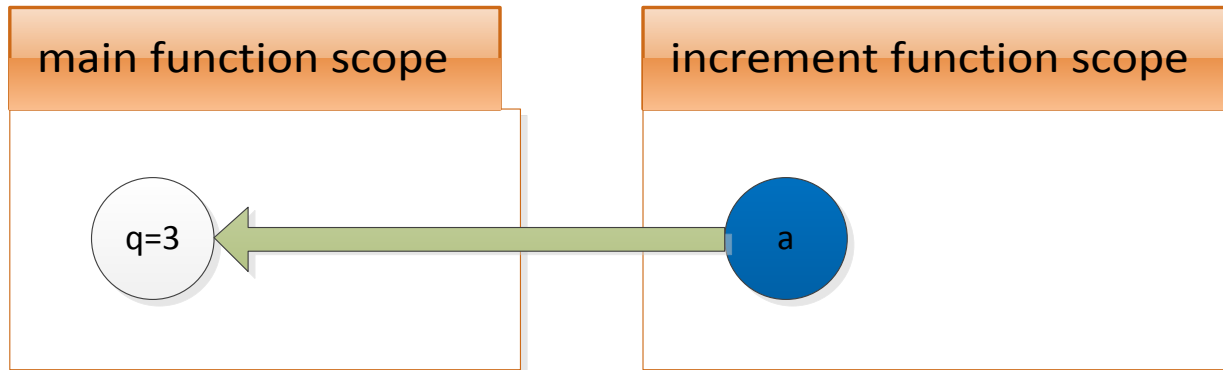 main function scope
increment function scope
q=3
a